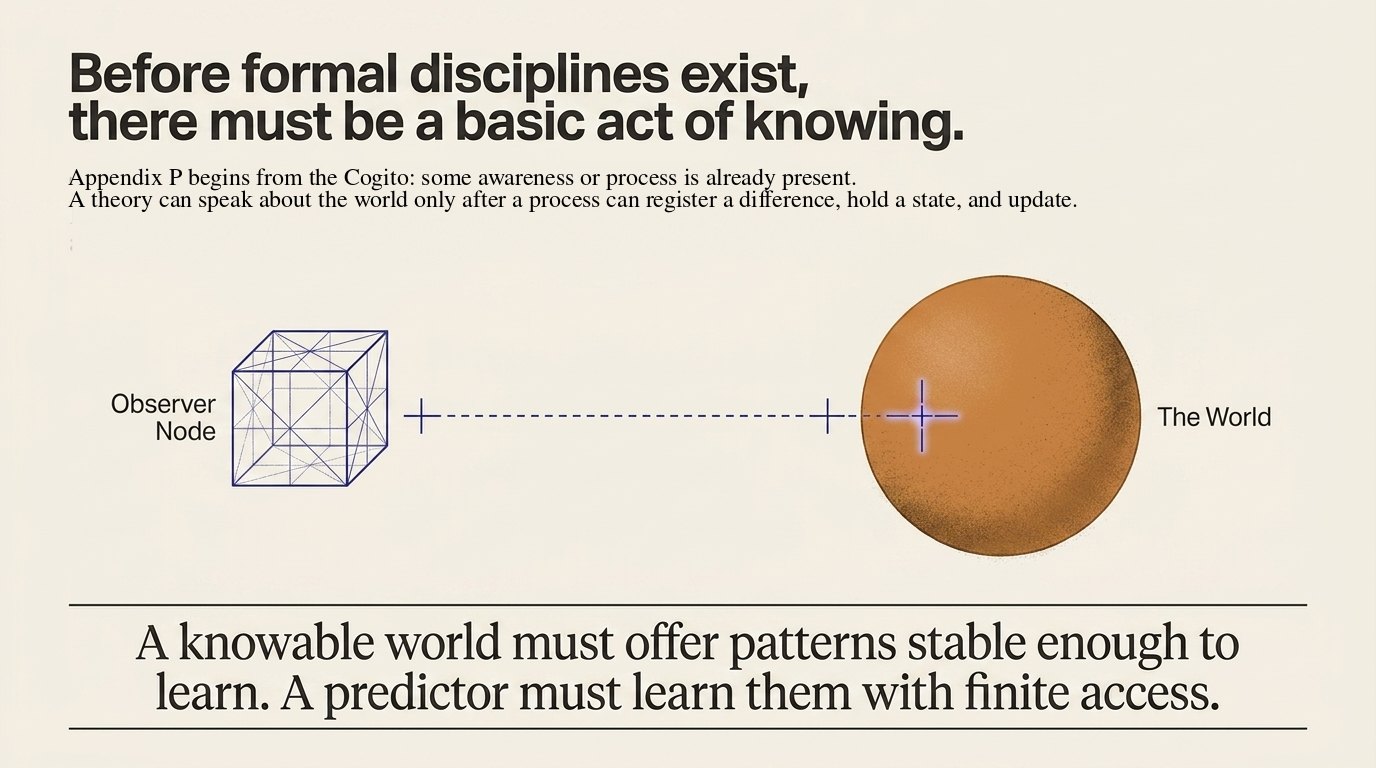 Before formal disciplines exist,
there must be a basic act of knowing.
Appendix P begins from the Cogito: some awareness or process is already present.
A theory can speak about the world only after a process can register a difference, hold a state, and update.
Observer
Node
The World
A knowable world must offer patterns stable enough to
learn. A predictor must learn them with finite access.